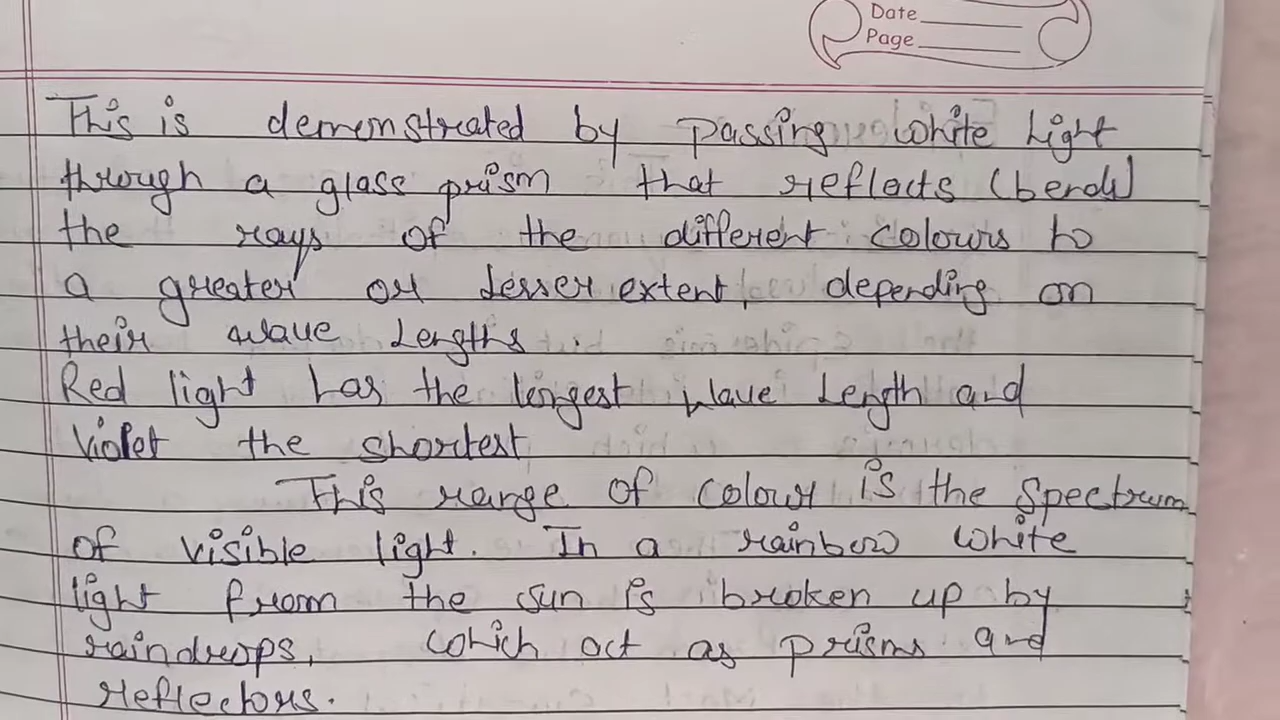 Date
Page
This is demonstrated by passing white Light
through a glass prism that reflects (bends)
the rays of the different colours to
a greater or Lesser extent, depending on
their wave Lengths.
Red light has the longest wave Length and
Violet the shortest
This range of colour is the spectrum
of visible light. In a rainbow white
light from the sun is broken up by
raindrops, which act as prisms and
reflectors.